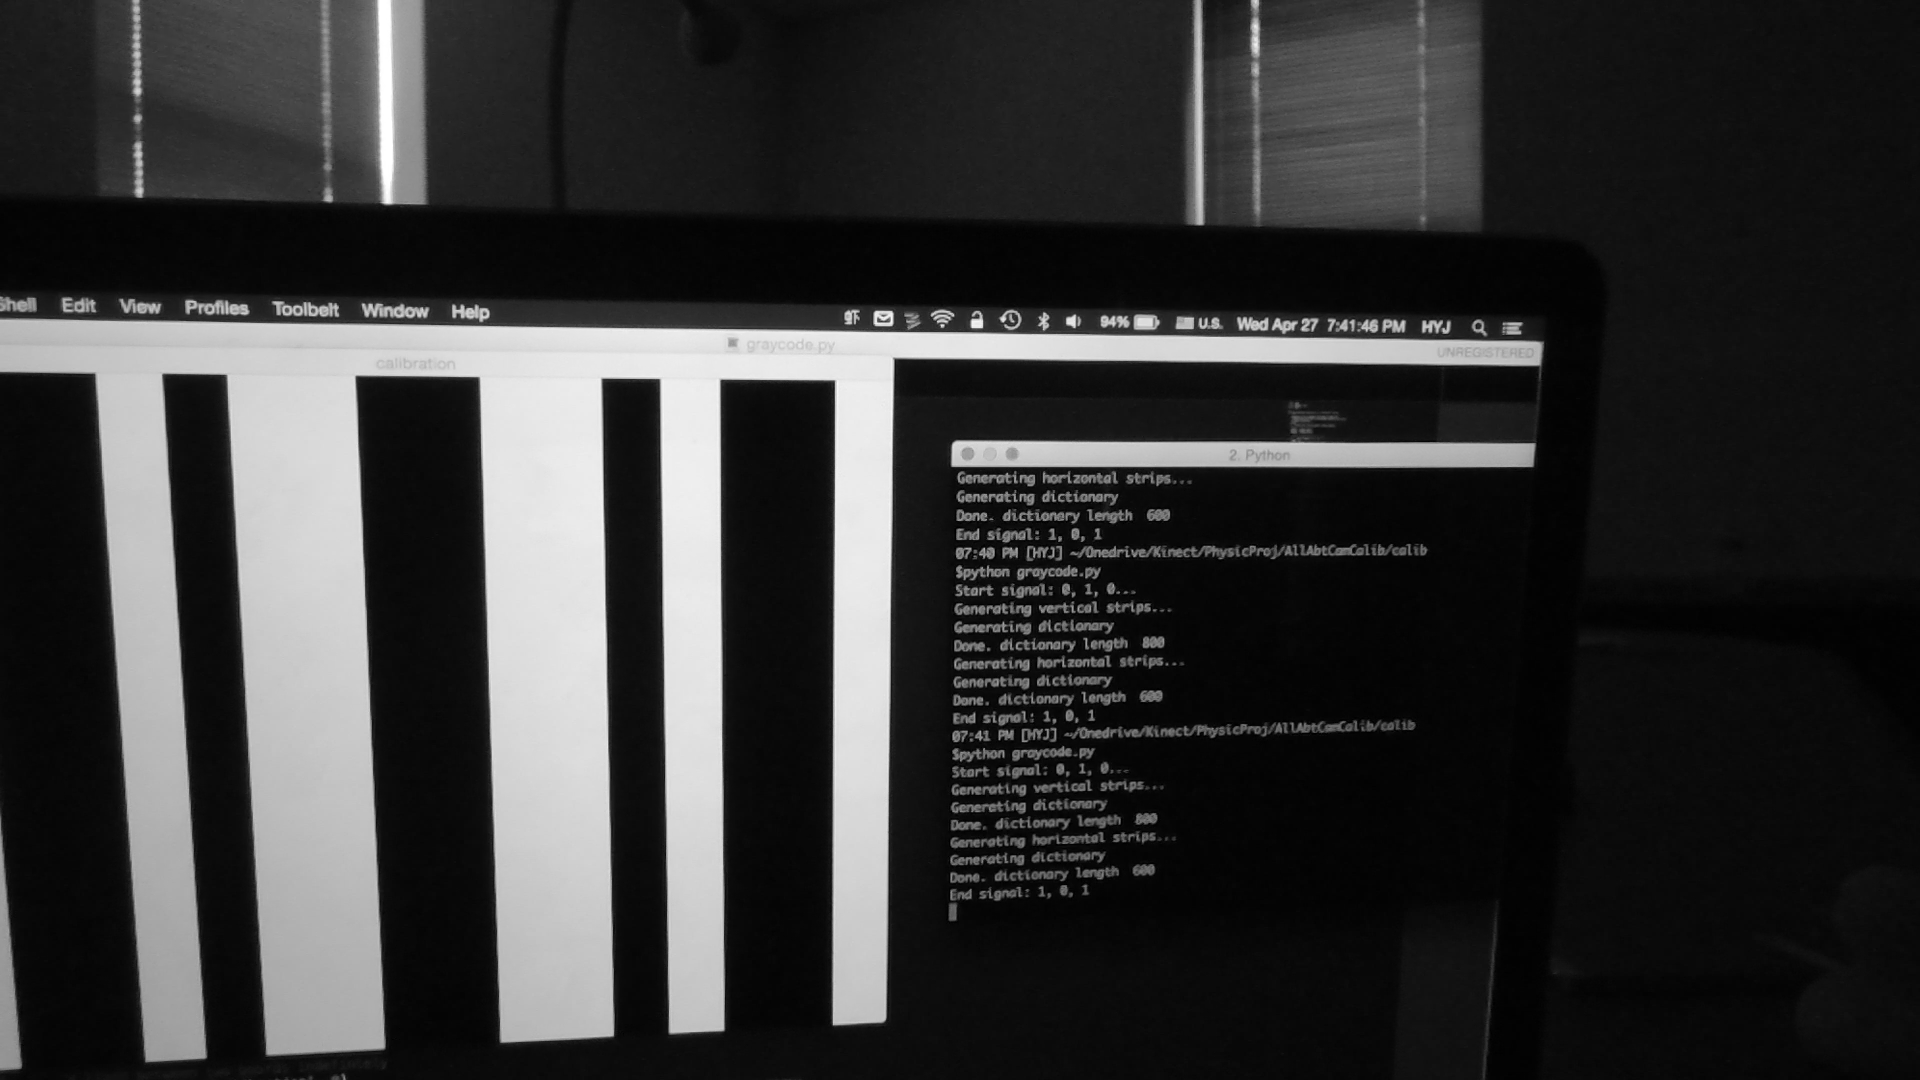 Shell Edit View Profiles Toolbelt Window Help 94% U.S. Wed Apr 27 7:41:46 PM HYJ
graycode.py
UNREGISTERED
calibration
2. Python
Generating horizontal strips...
Generating dictionary
Done. dictionary length 600
End signal: 1, 0, 1
07:40 PM [HYJ] ~/Onedrive/Kinect/PhysicProj/AllAbtCamCalib/calib
$python graycode.py
Start signal: 0, 1, 0...
Generating vertical strips...
Generating dictionary
Done. dictionary length 800
Generating horizontal strips...
Generating dictionary
Done. dictionary length 600
End signal: 1, 0, 1
07:41 PM [HYJ] ~/Onedrive/Kinect/PhysicProj/AllAbtCamCalib/calib
$python graycode.py
Start signal: 0, 1, 0...
Generating vertical strips...
Generating dictionary
Done. dictionary length 800
Generating horizontal strips...
Generating dictionary
Done. dictionary length 600
End signal: 1, 0, 1